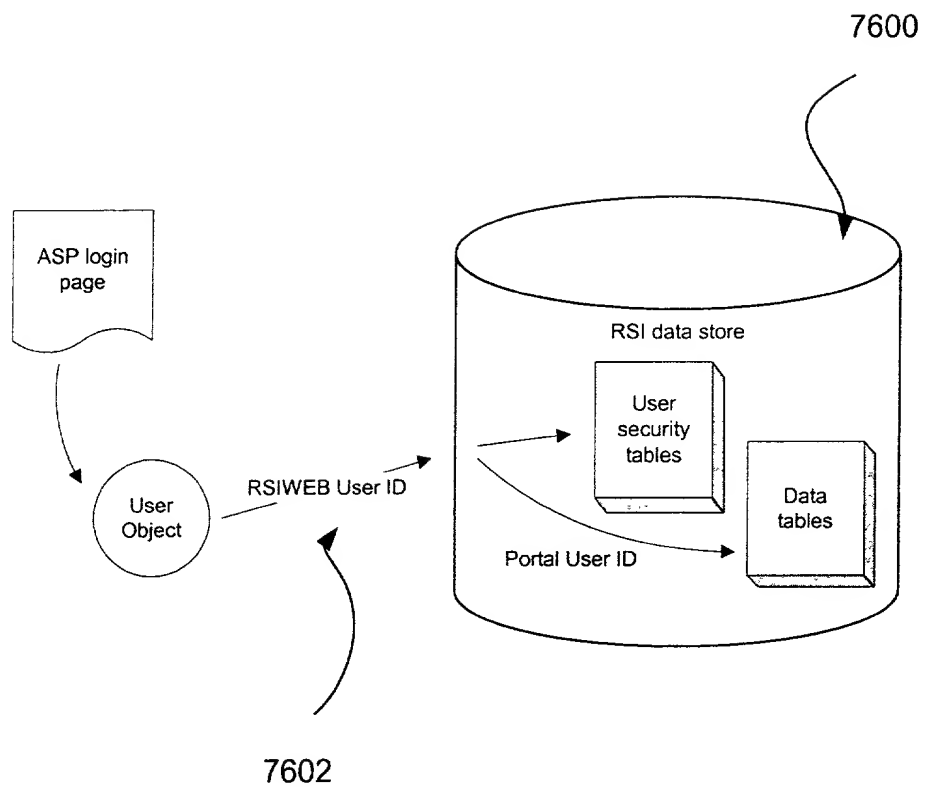 7600
ASP login
page
RSI data store
User
security
tables
RSIWEB User ID
User
Object
Data
tables
Portal User ID
7602